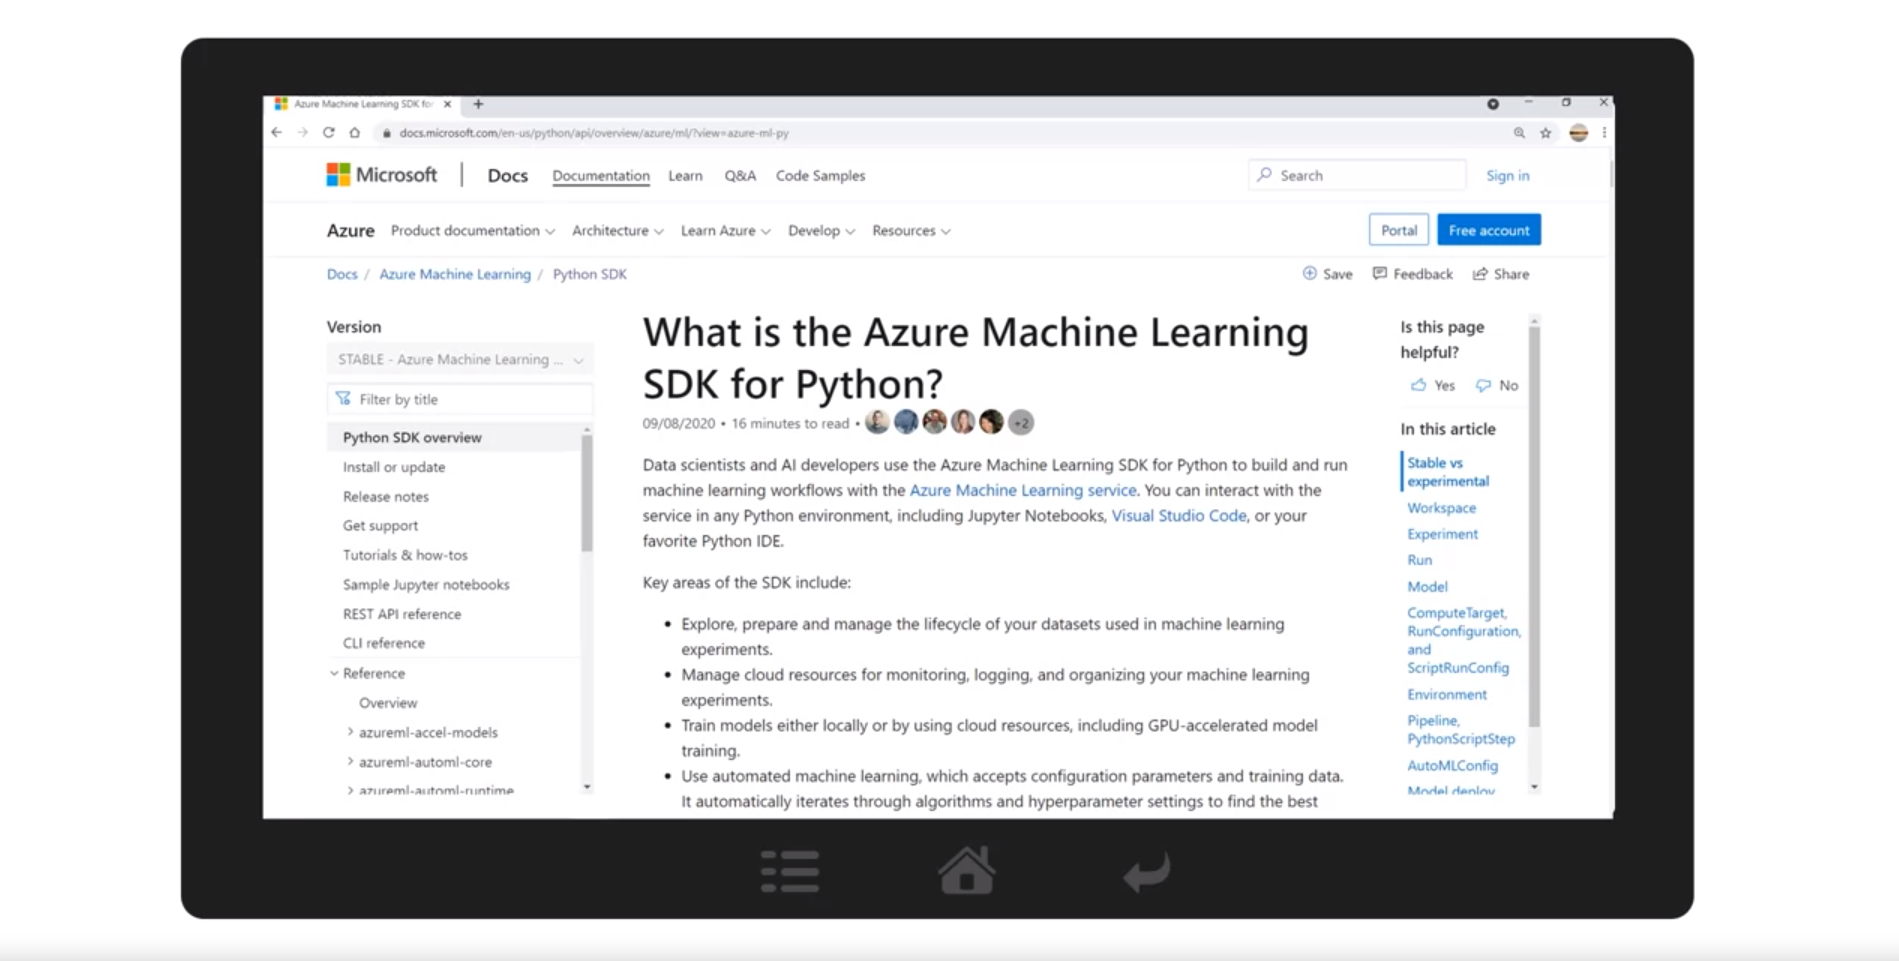 Azure Machine Learning SDK for
docs.microsoft.com/en-us/python/api/overview/azure/ml/?view=azure-ml-py
Microsoft | Docs Documentation Learn Q&A Code Samples Search Sign in
Azure Product documentation Architecture Learn Azure Develop Resources Portal Free account
Docs / Azure Machine Learning / Python SDK Save Feedback Share
Version
STABLE - Azure Machine Learning ...
Filter by title
Python SDK overview
Install or update
Release notes
Get support
Tutorials & how-tos
Sample Jupyter notebooks
REST API reference
CLI reference
Reference
Overview
azureml-accel-models
azureml-automl-core
azureml-automl-runtime
What is the Azure Machine Learning
SDK for Python?
09/08/2020 • 16 minutes to read • +2
Data scientists and AI developers use the Azure Machine Learning SDK for Python to build and run
machine learning workflows with the Azure Machine Learning service. You can interact with the
service in any Python environment, including Jupyter Notebooks, Visual Studio Code, or your
favorite Python IDE.
Key areas of the SDK include:
• Explore, prepare and manage the lifecycle of your datasets used in machine learning
experiments.
• Manage cloud resources for monitoring, logging, and organizing your machine learning
experiments.
• Train models either locally or by using cloud resources, including GPU-accelerated model
training.
• Use automated machine learning, which accepts configuration parameters and training data.
It automatically iterates through algorithms and hyperparameter settings to find the best
Is this page
helpful?
Yes No
In this article
Stable vs
experimental
Workspace
Experiment
Run
Model
ComputeTarget,
RunConfiguration,
and
ScriptRunConfig
Environment
Pipeline,
PythonScriptStep
AutoMLConfig
Model deploy